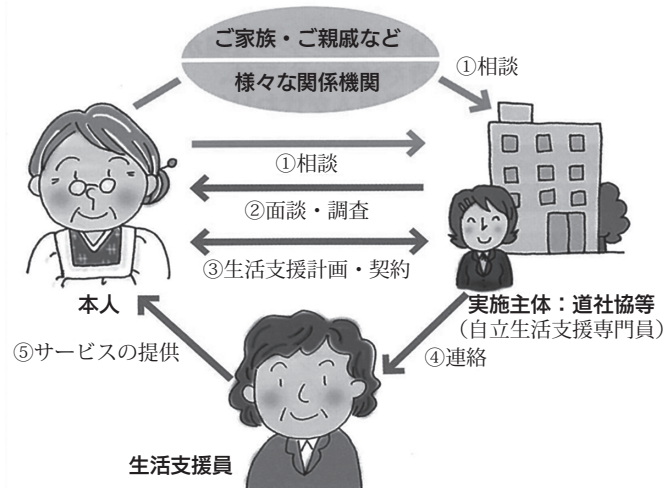 ご家族・ご親戚など
様々な関係機関
①相談
①相談
②面談・調査
③生活支援計画・契約
本人
実施主体：道社協等
（自立生活支援専門員）
⑤サービスの提供
④連絡
生活支援員